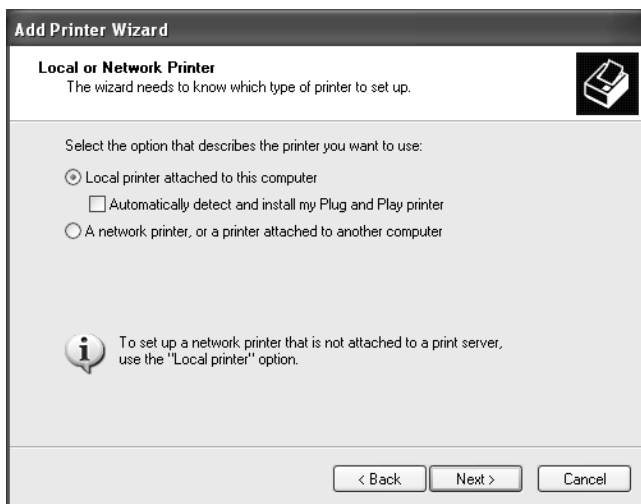 Add Printer Wizard
Local or Network Printer
The wizard needs to know which type of printer to set up.
Select the option that describes the printer you want to use:
Local printer attached to this computer
Automatically detect and install my Plug and Play printer
A network printer, or a printer attached to another computer
To set up a network printer that is not attached to a print server,
use the "Local printer" option.
< Back
Next >
Cancel